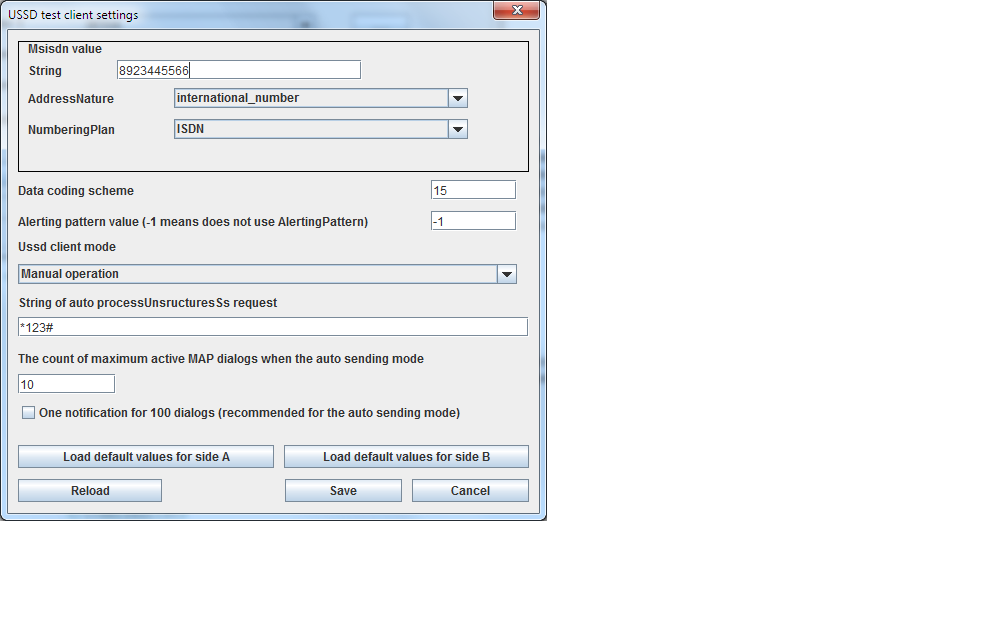 USSD test client settings
Msisdn value
String 8923445566
AddressNature international_number
NumberingPlan ISDN
Data coding scheme 15
Alerting pattern value (-1 means does not use AlertingPattern) -1
Ussd client mode
Manual operation
String of auto processUnsructuresSs request
*123#
The count of maximum active MAP dialogs when the auto sending mode
10
One notification for 100 dialogs (recommended for the auto sending mode)
Load default values for side A Load default values for side B
Reload Save Cancel